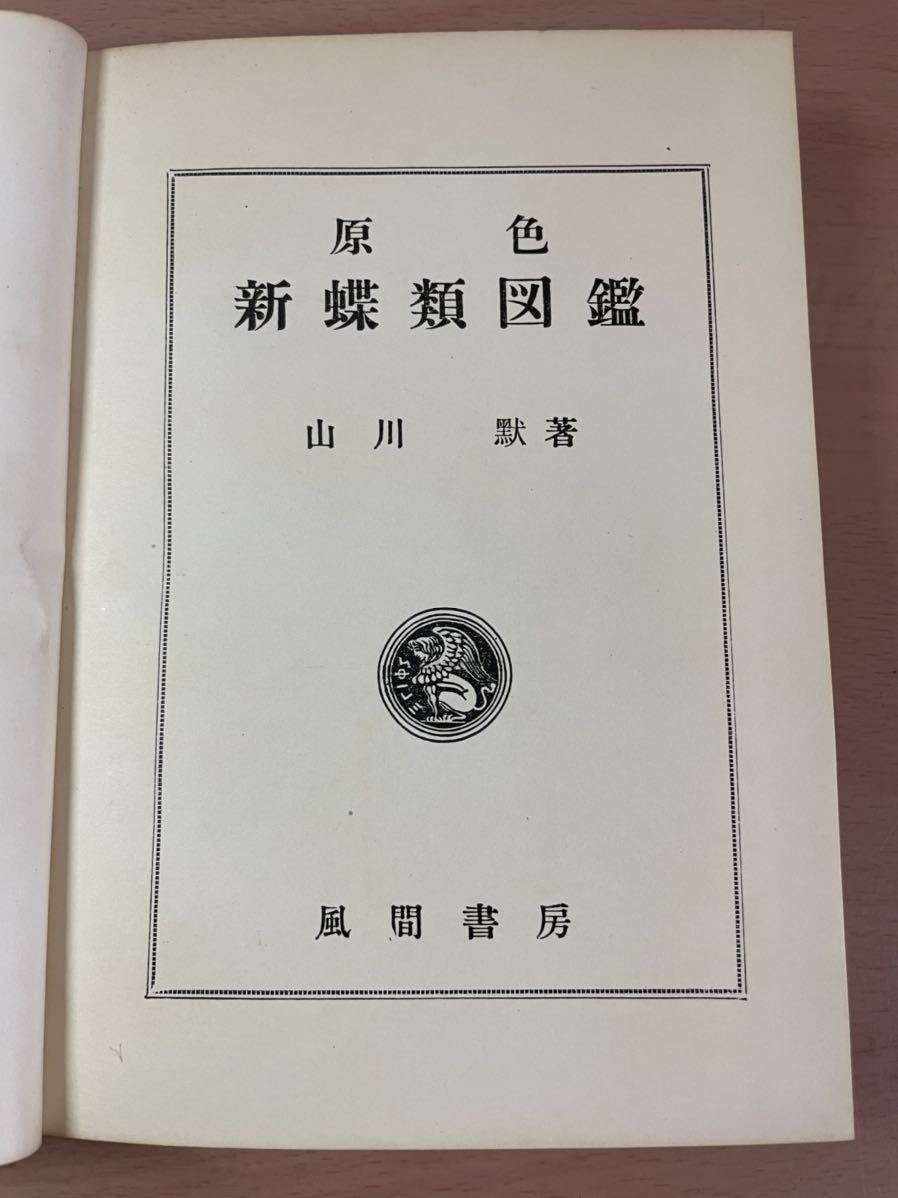 原色
新蝶類図鑑
山川 默著
風間書房